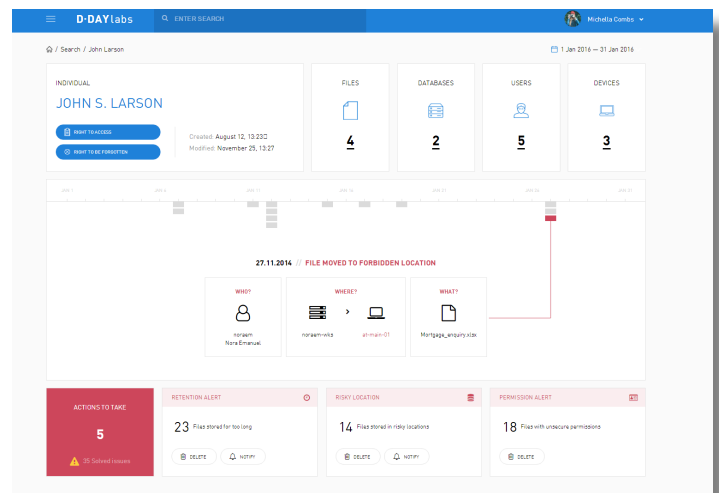 D·DAYlabs
ENTER SEARCH
Michella Combs
/ Search / John Larson
1 Jan 2016 — 31 Jan 2016
INDIVIDUAL
JOHN S. LARSON
RIGHT TO ACCESS
RIGHT TO BE FORGOTTEN
Created: August 12, 13:23
Modified: November 25, 13:27
FILES
4
DATABASES
2
USERS
5
DEVICES
3
27.11.2014 // FILE MOVED TO FORBIDDEN LOCATION
WHO?
noraem
Nora Emanuel
WHERE?
noraem-wks
at-main-01
WHAT?
Mortgage_enquiry.xlsx
ACTIONS TO TAKE
5
35 Solved issues
RETENTION ALERT
23 Files stored for too long
DELETE
NOTIFY
RISKY LOCATION
14 Files stored in risky locations
DELETE
NOTIFY
PERMISSION ALERT
18 Files with unsecure permissions
DELETE